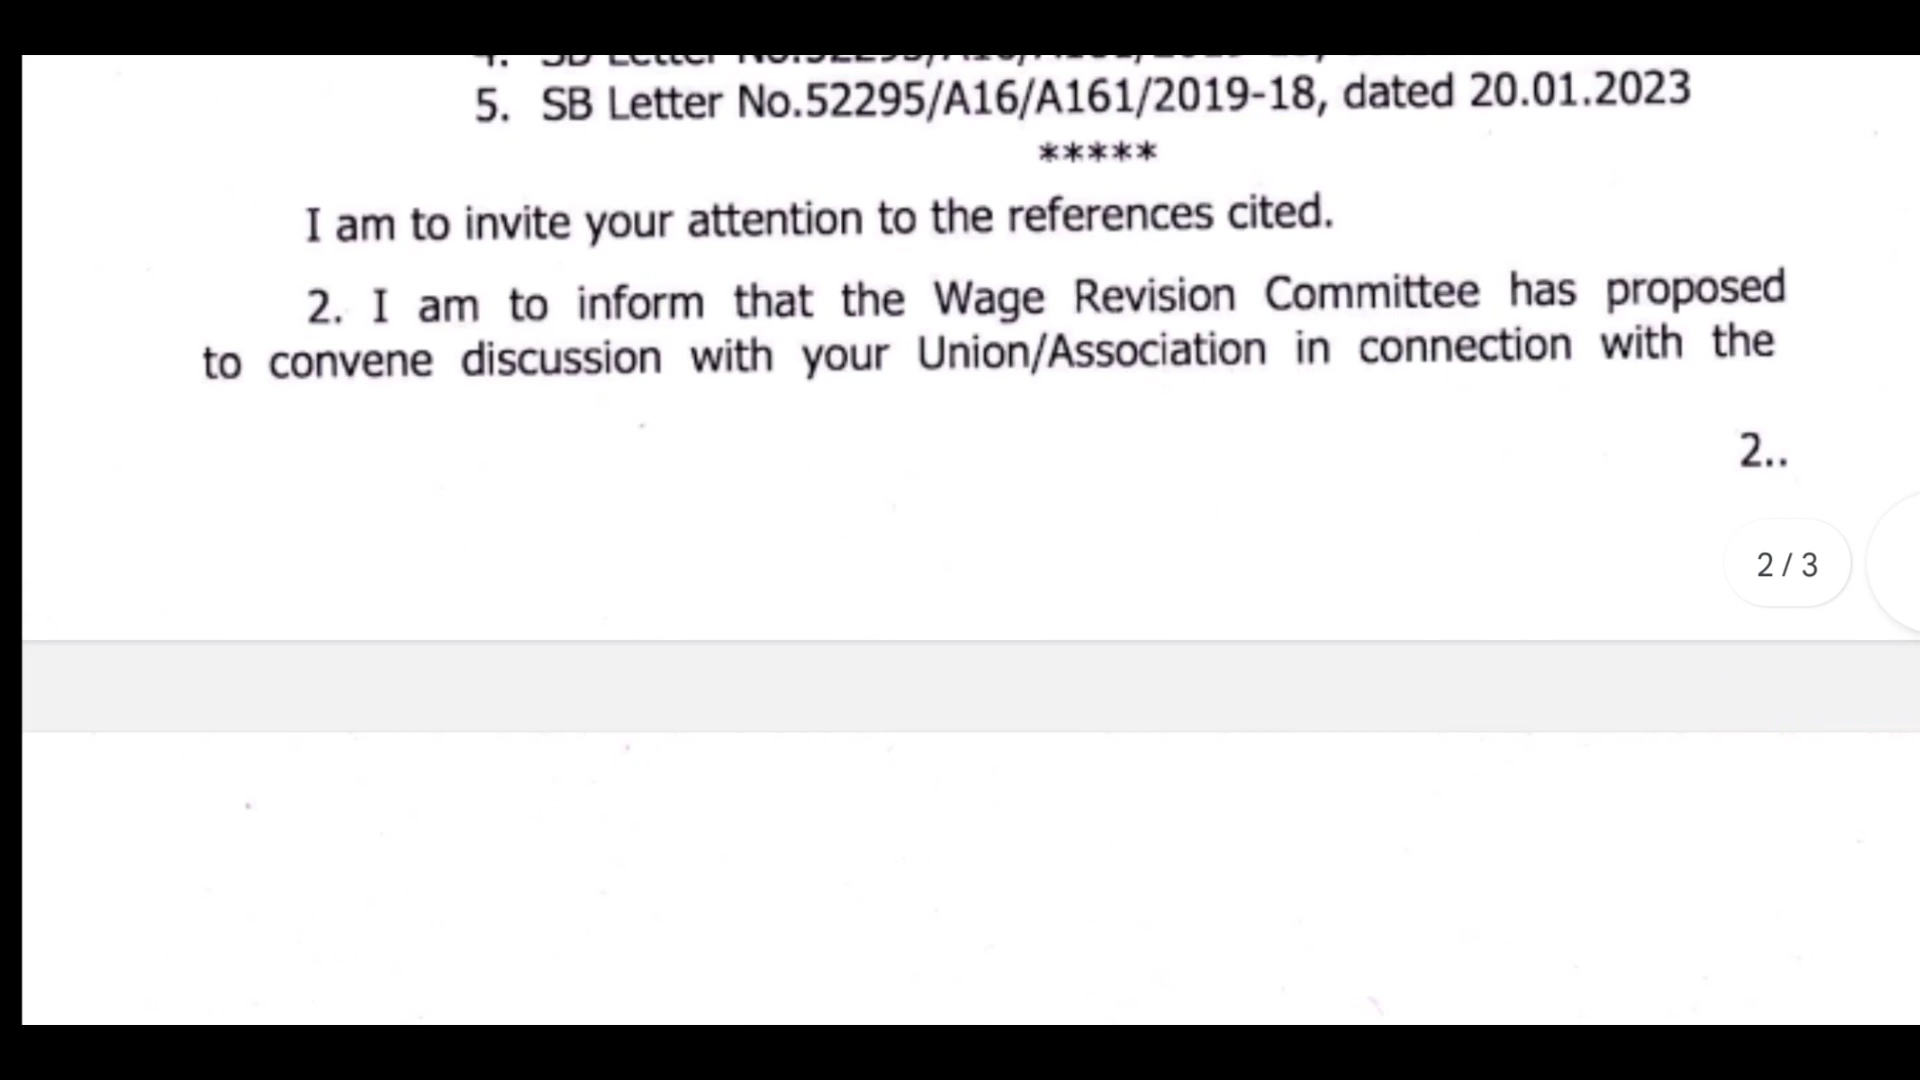 5. SB Letter No.52295/A16/A161/2019-18, dated 20.01.2023
*****
I am to invite your attention to the references cited.
2. I am to inform that the Wage Revision Committee has proposed
to convene discussion with your Union/Association in connection with the
2..
2 / 3